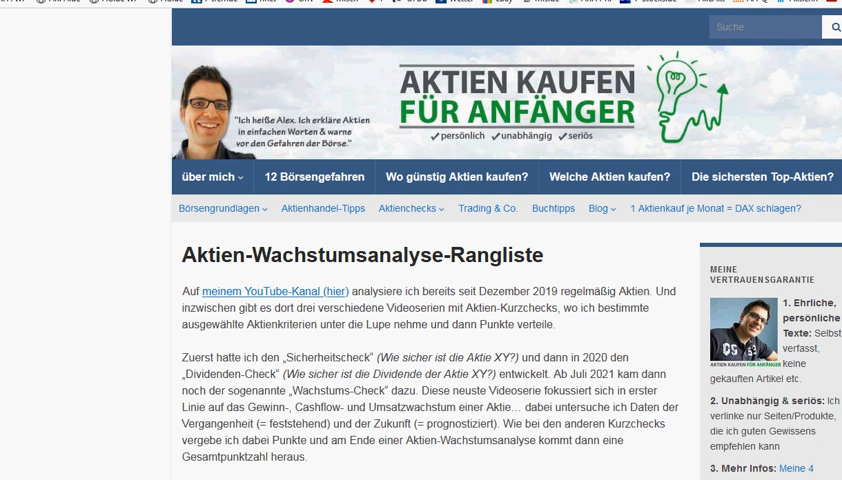 Suche
"Ich heiße Alex. Ich erkläre Aktien
in einfachen Worten & warne
vor den Gefahren der Börse."
AKTIEN KAUFEN
FÜR ANFÄNGER
persönlich unabhängig seriös
über mich 12 Börsengefahren Wo günstig Aktien kaufen? Welche Aktien kaufen? Die sichersten Top-Aktien?
Börsengrundlagen Aktienhandel-Tipps Aktienchecks Trading & Co. Buchtipps Blog 1 Aktienkauf je Monat = DAX schlagen?
Aktien-Wachstumsanalyse-Rangliste
Auf meinem YouTube-Kanal (hier) analysiere ich bereits seit Dezember 2019 regelmäßig Aktien. Und
inzwischen gibt es dort drei verschiedene Videoserien mit Aktien-Kurzchecks, wo ich bestimmte
ausgewählte Aktienkriterien unter die Lupe nehme und dann Punkte verteile.
Zuerst hatte ich den „Sicherheitscheck“ (Wie sicher ist die Aktie XY?) und dann in 2020 den
„Dividenden-Check“ (Wie sicher ist die Dividende der Aktie XY?) entwickelt. Ab Juli 2021 kam dann
noch der sogenannte „Wachstums-Check“ dazu. Diese neuste Videoserie fokussiert sich in erster
Linie auf das Gewinn-, Cashflow- und Umsatzwachstum einer Aktie… dabei untersuche ich Daten der
Vergangenheit (= feststehend) und der Zukunft (= prognostiziert). Wie bei den anderen Kurzchecks
vergebe ich dabei Punkte und am Ende einer Aktien-Wachstumsanalyse kommt dann eine
Gesamtpunktzahl heraus.
MEINE
VERTRAUENSGARANTIE
AKTIEN KAUFEN FÜR ANFÄNGER
1. Ehrliche,
persönliche
Texte: Selbst
verfasst,
keine
gekauften Artikel etc.
2. Unabhängig & seriös: Ich
verlinke nur Seiten/Produkte,
die ich guten Gewissens
empfehlen kann
3. Mehr Infos: Meine 4